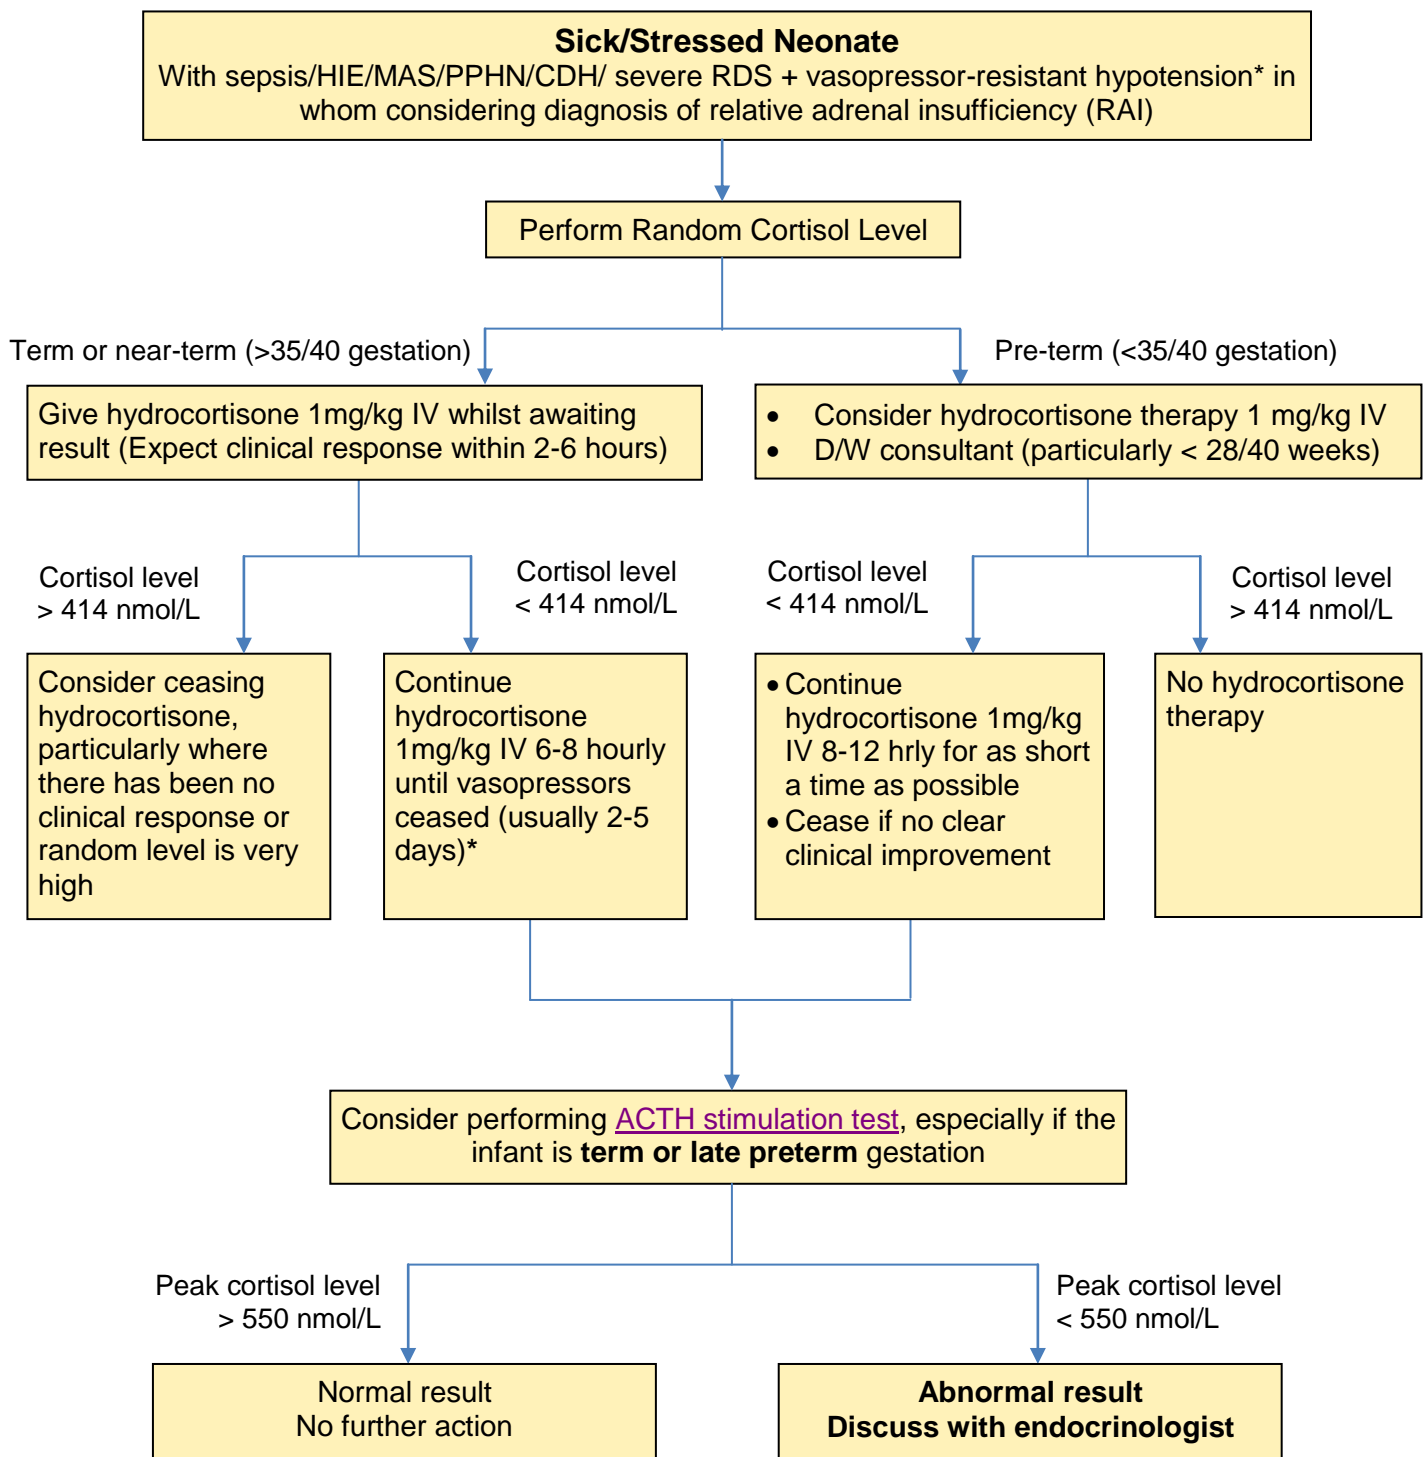 Sick/Stressed Neonate
With sepsis/HIE/MAS/PPHN/CDH/ severe RDS + vasopressor-resistant hypotension* in
whom considering diagnosis of relative adrenal insufficiency (RAI)
Perform Random Cortisol Level
Term or near-term (>35/40 gestation)
Pre-term (<35/40 gestation)
Give hydrocortisone 1mg/kg IV whilst awaiting
result (Expect clinical response within 2-6 hours)
• Consider hydrocortisone therapy 1 mg/kg IV
• D/W consultant (particularly < 28/40 weeks)
Cortisol level
> 414 nmol/L
Cortisol level
< 414 nmol/L
Cortisol level
< 414 nmol/L
Cortisol level
> 414 nmol/L
Consider ceasing
hydrocortisone,
particularly where
there has been no
clinical response or
random level is very
high
Continue
hydrocortisone
1mg/kg IV 6-8 hourly
until vasopressors
ceased (usually 2-5
days)*
• Continue
hydrocortisone 1mg/kg
IV 8-12 hrly for as short
a time as possible
• Cease if no clear
clinical improvement
No hydrocortisone
therapy
Consider performing ACTH stimulation test, especially if the
infant is term or late preterm gestation
Peak cortisol level
> 550 nmol/L
Peak cortisol level
< 550 nmol/L
Normal result
No further action
Abnormal result
Discuss with endocrinologist